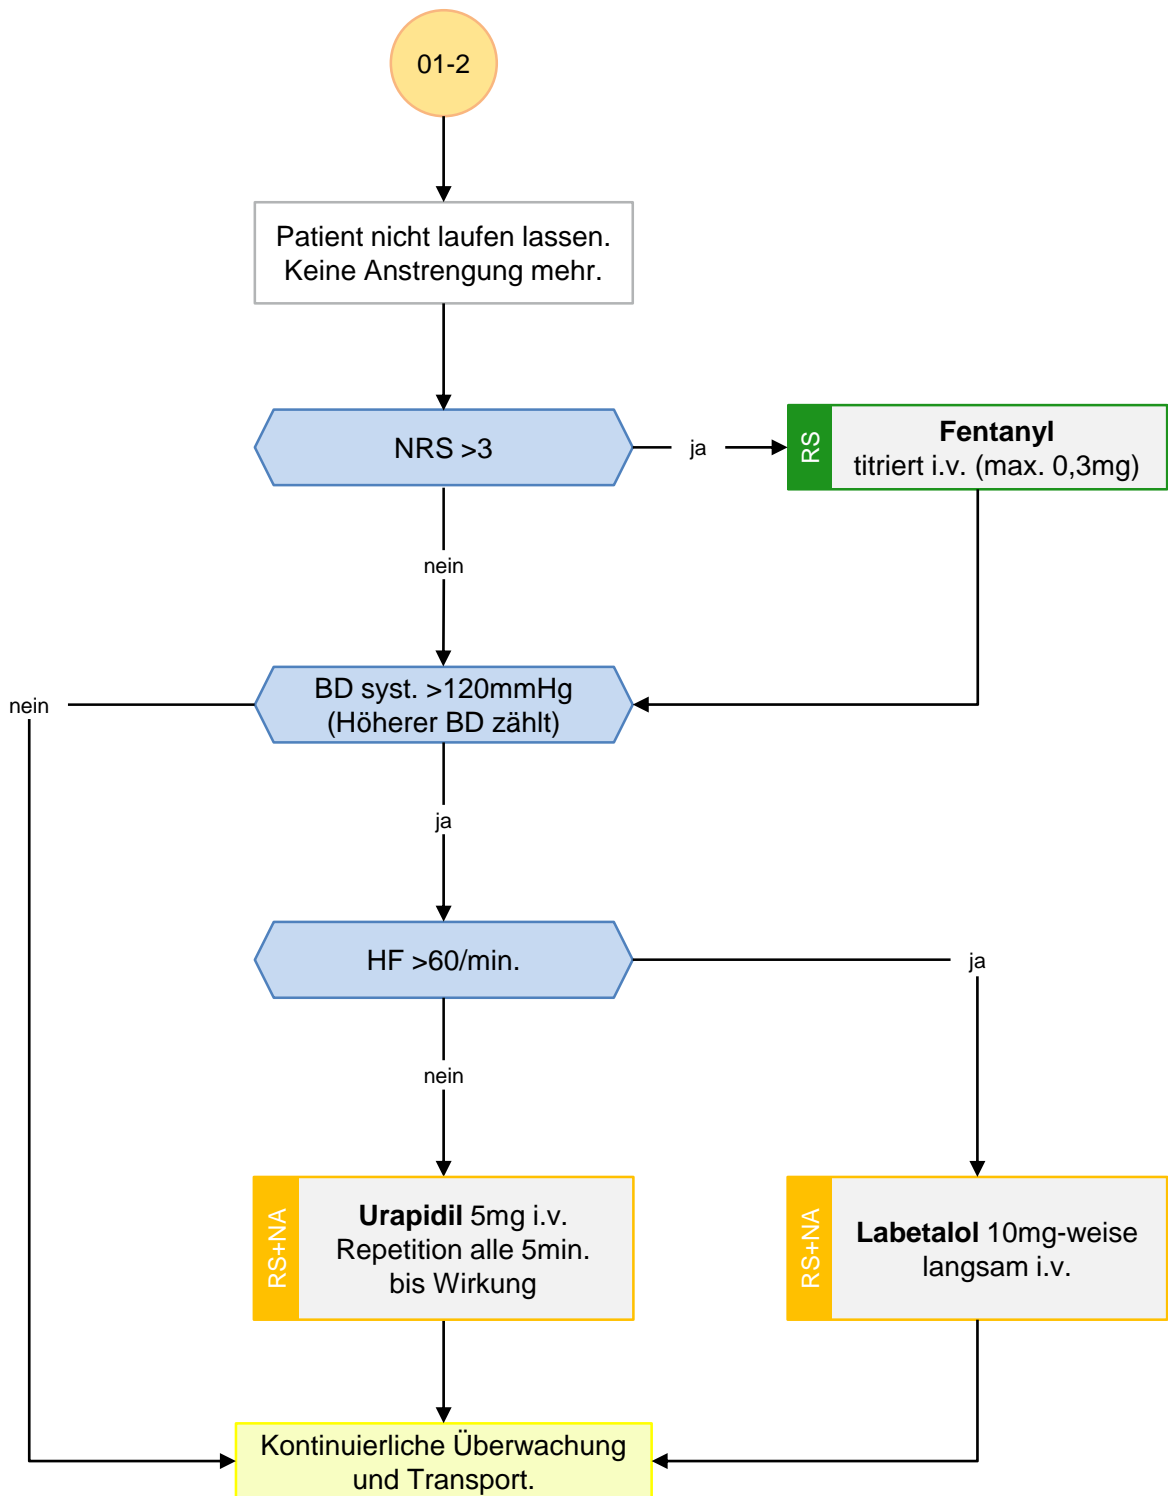 01-2
Patient nicht laufen lassen.
Keine Anstrengung mehr.
NRS >3
ja
RS
Fentanyl
titriert i.v. (max. 0,3mg)
nein
BD syst. >120mmHg
(Höherer BD zählt)
nein
ja
HF >60/min.
ja
nein
RS+NA
Urapidil 5mg i.v.
Repetition alle 5min.
bis Wirkung
RS+NA
Labetalol 10mg-weise
langsam i.v.
Kontinuierliche Überwachung
und Transport.